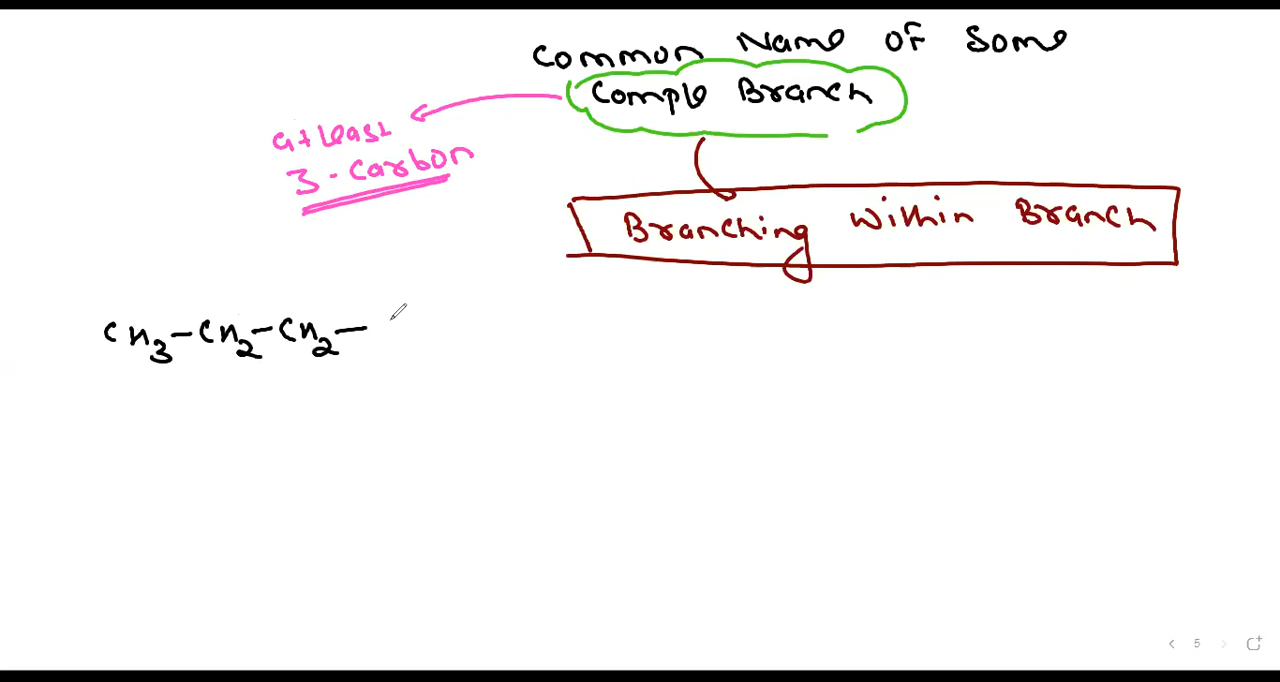 Common Name of Some
Comple Branch
atleast
3-carbon
Branching within Branch
CH3-CH2-CH2-
5